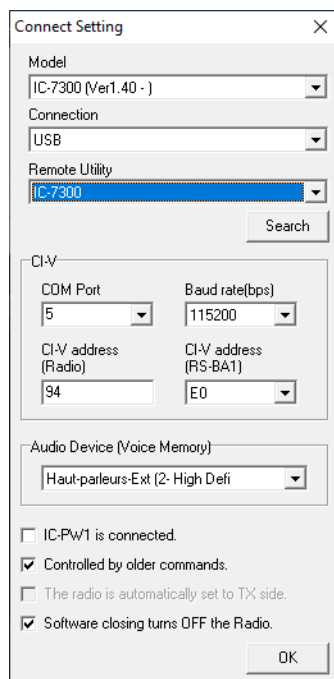 Connect Setting
Model
IC-7300 (Ver1.40 - )
Connection
USB
Remote Utility
IC-7300
Search
CI-V
COM Port
Baud rate(bps)
5
115200
CI-V address
(Radio)
CI-V address
(RS-BA1)
94
E0
Audio Device (Voice Memory)
Haut-parleurs-Ext (2- High Defi
IC-PW1 is connected.
Controlled by older commands.
The radio is automatically set to TX side.
Software closing turns OFF the Radio.
OK